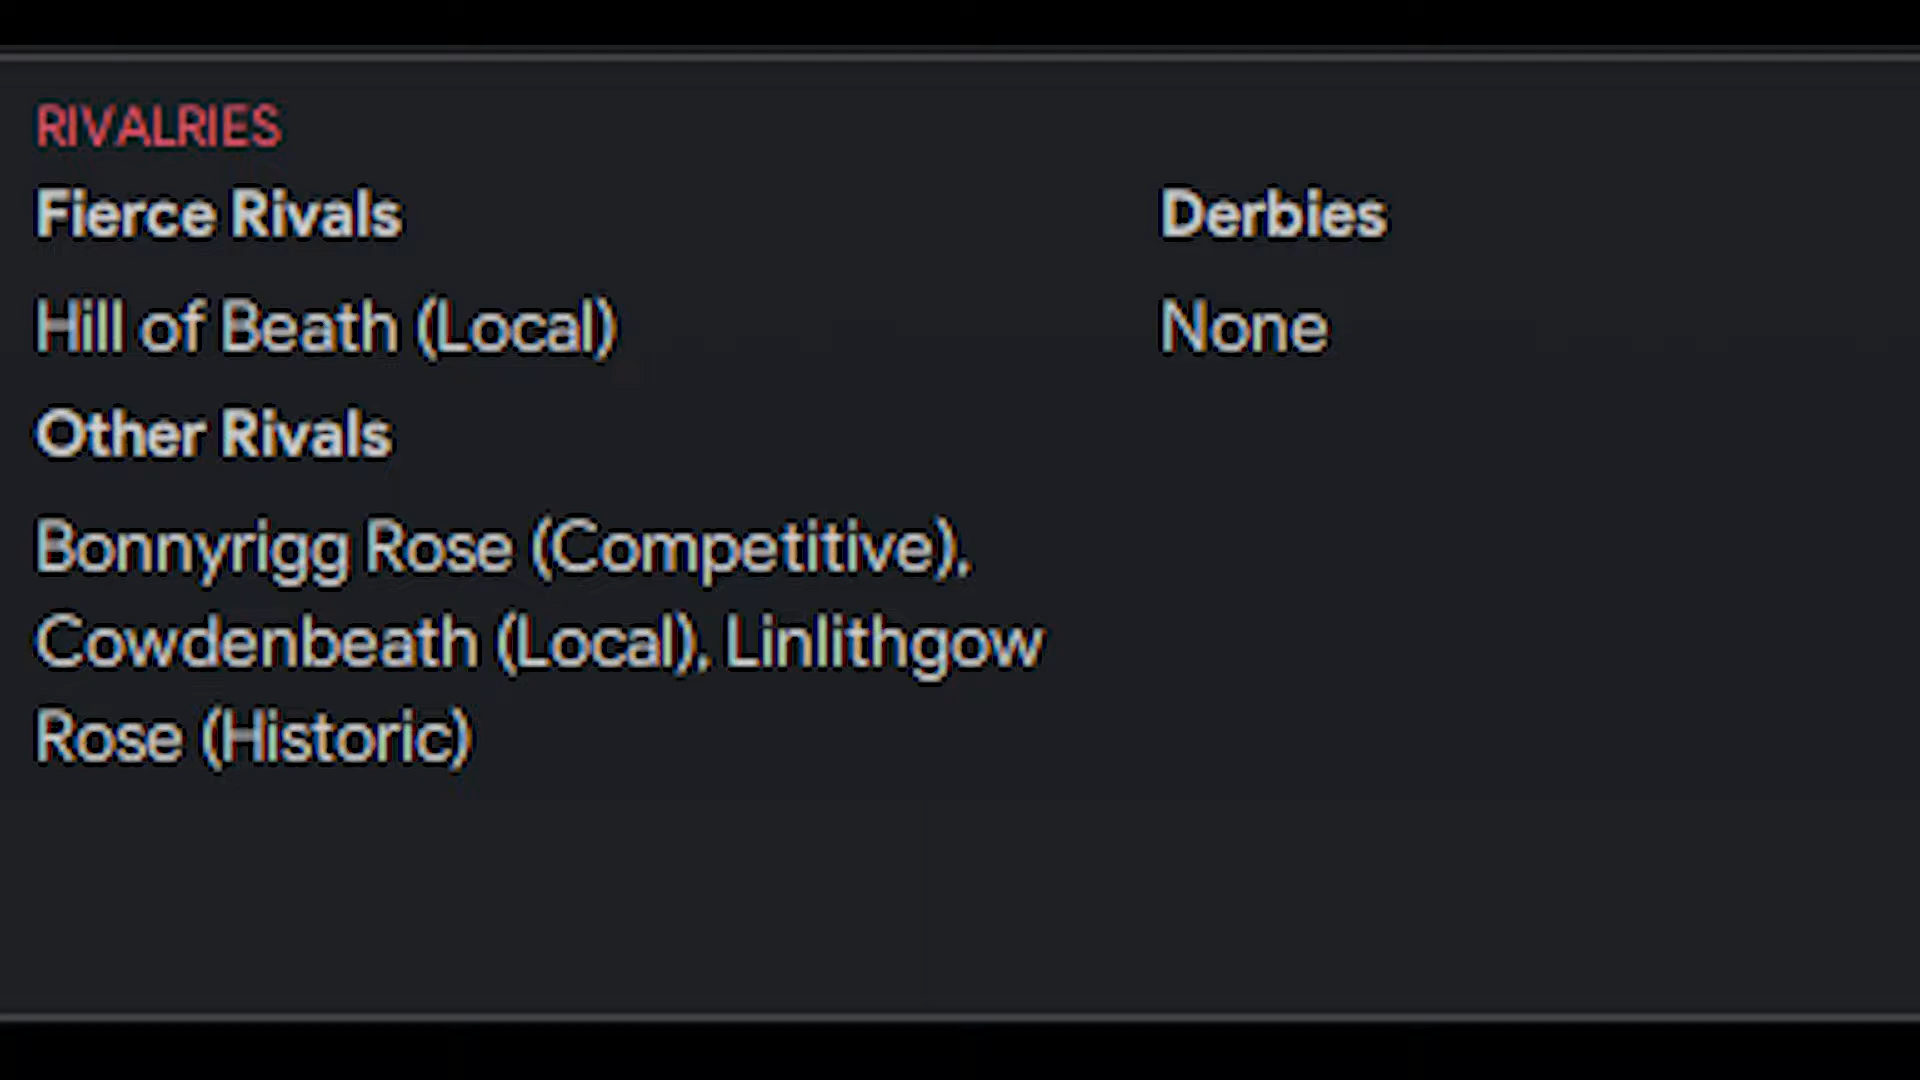 RIVALRIES
Fierce Rivals
Hill of Beath (Local)
Other Rivals
Bonnyrigg Rose (Competitive),
Cowdenbeath (Local), Linlithgow
Rose (Historic)
Derbies
None